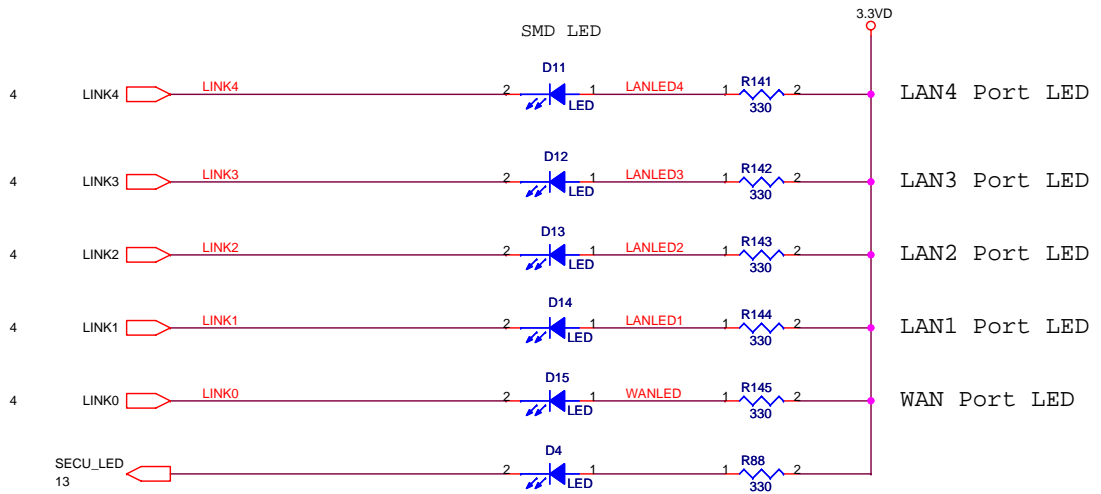 3.3VD
SMD LED
D11
4 LINK4 LINK4 2 1 LANLED4 1 R141 2 LAN4 Port LED
LED 330
D12
4 LINK3 LINK3 2 1 LANLED3 1 R142 2 LAN3 Port LED
LED 330
D13
4 LINK2 LINK2 2 1 LANLED2 1 R143 2 LAN2 Port LED
LED 330
D14
4 LINK1 LINK1 2 1 LANLED1 1 R144 2 LAN1 Port LED
LED 330
D15
4 LINK0 LINK0 2 1 WANLED 1 R145 2 WAN Port LED
LED 330
D4
SECU_LED 2 1 1 R88 2
13 LED 330